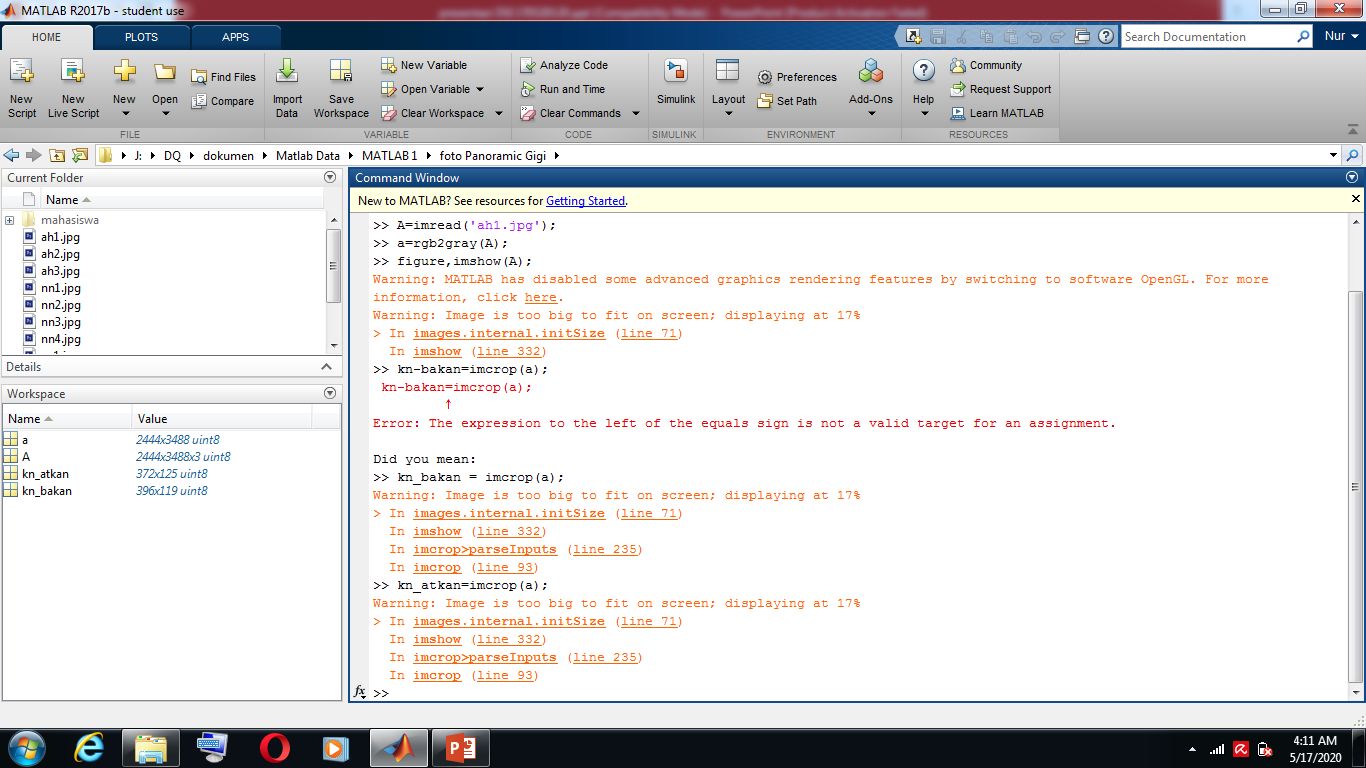 MATLAB R2017b - student use
HOME PLOTS APPS
Search Documentation
Nur
New Script
New Live Script
New
Open
Find Files
Compare
Import Data
Save Workspace
New Variable
Open Variable
Clear Workspace
Analyze Code
Run and Time
Clear Commands
Simulink
Layout
Preferences
Set Path
Add-Ons
Help
Community
Request Support
Learn MATLAB
FILE VARIABLE CODE SIMULINK ENVIRONMENT RESOURCES
J: DQ dokumen Matlab Data MATLAB 1 foto Panoramic Gigi
Current Folder
Name
mahasiswa
ah1.jpg
ah2.jpg
ah3.jpg
nn1.jpg
nn2.jpg
nn3.jpg
nn4.jpg
Details
Workspace
Name Value
a 2444x3488 uint8
A 2444x3488x3 uint8
kn_atkan 372x125 uint8
kn_bakan 396x119 uint8
Command Window
New to MATLAB? See resources for Getting Started.
>> A=imread('ah1.jpg');
>> a=rgb2gray(A);
>> figure,imshow(A);
Warning: MATLAB has disabled some advanced graphics rendering features by switching to software OpenGL. For more
information, click here.
Warning: Image is too big to fit on screen; displaying at 17%
> In images.internal.initSize (line 71)
In imshow (line 332)
>> kn-bakan=imcrop(a);
kn-bakan=imcrop(a);
↑
Error: The expression to the left of the equals sign is not a valid target for an assignment.
Did you mean:
>> kn_bakan = imcrop(a);
Warning: Image is too big to fit on screen; displaying at 17%
> In images.internal.initSize (line 71)
In imshow (line 332)
In imcrop>parseInputs (line 235)
In imcrop (line 93)
>> kn_atkan=imcrop(a);
Warning: Image is too big to fit on screen; displaying at 17%
> In images.internal.initSize (line 71)
In imshow (line 332)
In imcrop>parseInputs (line 235)
In imcrop (line 93)
fx >>
4:11 AM
5/17/2020